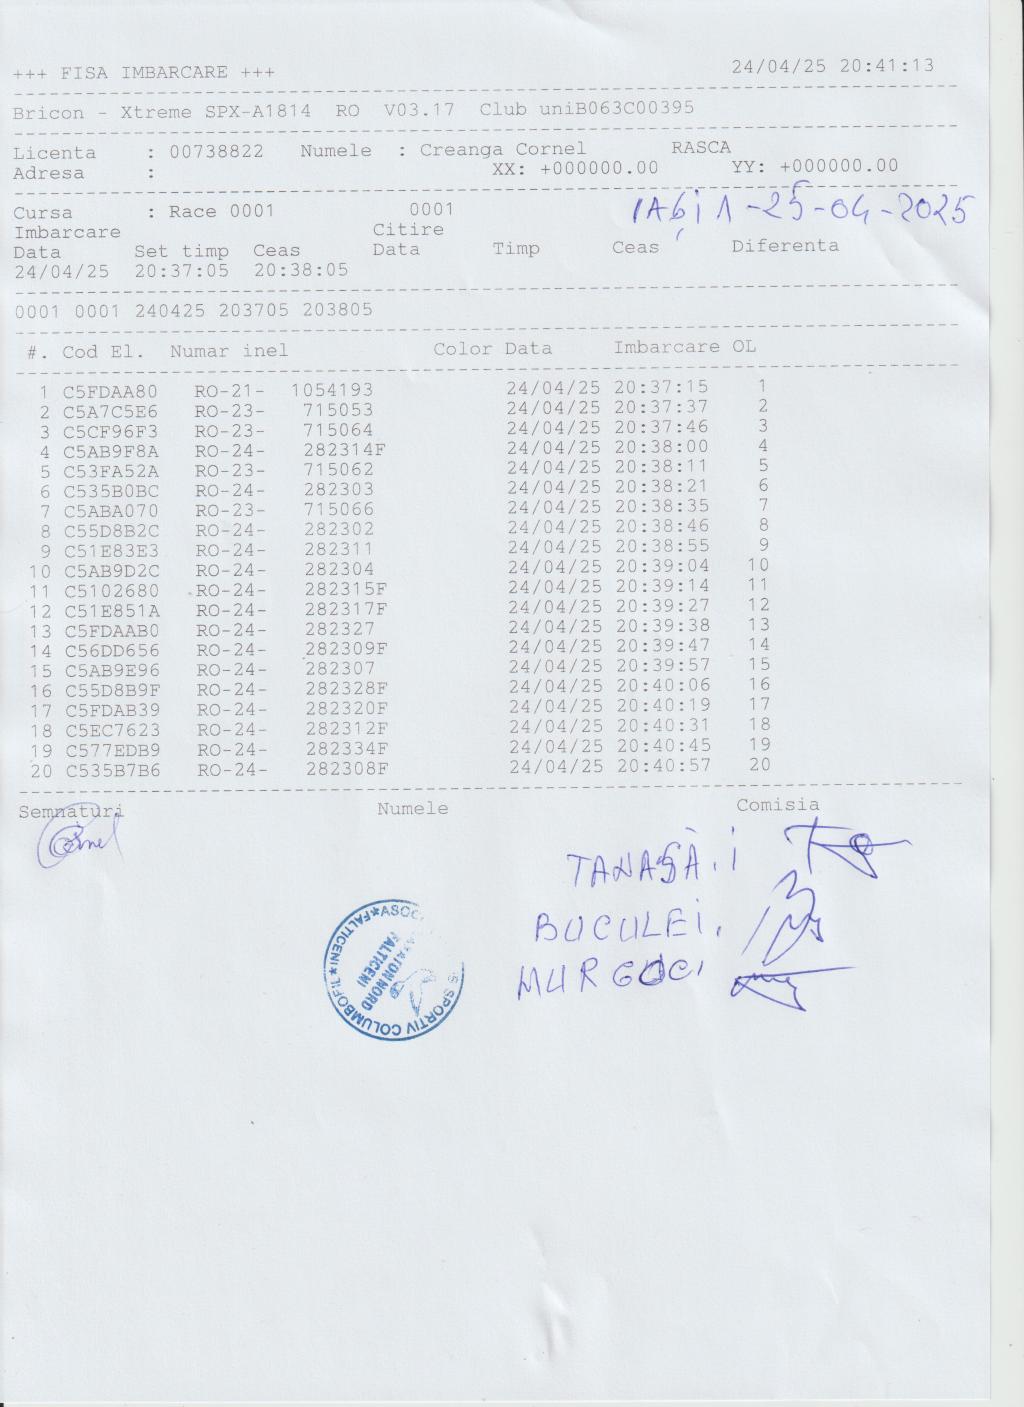 +++ FISA IMBARCARE +++ 24/04/25 20:41:13
Bricon - Xtreme SPX-A1814 RO V03.17 Club uniB063C00395
Licenta : 00738822 Numele : Creanga Cornel RASCA
Adresa : XX: +000000.00 YY: +000000.00
Cursa : Race 0001 0001 IAȘI 1-25-04-2025
Imbarcare Citire
Data Set timp Ceas Data Timp Ceas Diferenta
24/04/25 20:37:05 20:38:05
0001 0001 240425 203705 203805
#. Cod El. Numar inel Color Data Imbarcare OL
1 C5FDAA80 RO-21- 1054193 24/04/25 20:37:15 1
2 C5A7C5E6 RO-23- 715053 24/04/25 20:37:37 2
3 C5CF96F3 RO-23- 715064 24/04/25 20:37:46 3
4 C5AB9F8A RO-24- 282314F 24/04/25 20:38:00 4
5 C53FA52A RO-23- 715062 24/04/25 20:38:11 5
6 C535B0BC RO-24- 282303 24/04/25 20:38:21 6
7 C5ABA070 RO-23- 715066 24/04/25 20:38:35 7
8 C55D8B2C RO-24- 282302 24/04/25 20:38:46 8
9 C51E83E3 RO-24- 282311 24/04/25 20:38:55 9
10 C5AB9D2C RO-24- 282304 24/04/25 20:39:04 10
11 C5102680 RO-24- 282315F 24/04/25 20:39:14 11
12 C51E851A RO-24- 282317F 24/04/25 20:39:27 12
13 C5FDAAB0 RO-24- 282327 24/04/25 20:39:38 13
14 C56DD656 RO-24- 282309F 24/04/25 20:39:47 14
15 C5AB9E96 RO-24- 282307 24/04/25 20:39:57 15
16 C55D8B9F RO-24- 282328F 24/04/25 20:40:06 16
17 C5FDAB39 RO-24- 282320F 24/04/25 20:40:19 17
18 C5EC7623 RO-24- 282312F 24/04/25 20:40:31 18
19 C577EDB9 RO-24- 282334F 24/04/25 20:40:45 19
20 C535B7B6 RO-24- 282308F 24/04/25 20:40:57 20
Semnaturi Numele Comisia
TANASĂ. I
BUCULEI.
MURGOCI
SPORTIV COLUMBOFIL*FALTICENI*
NORD
FALTICENI